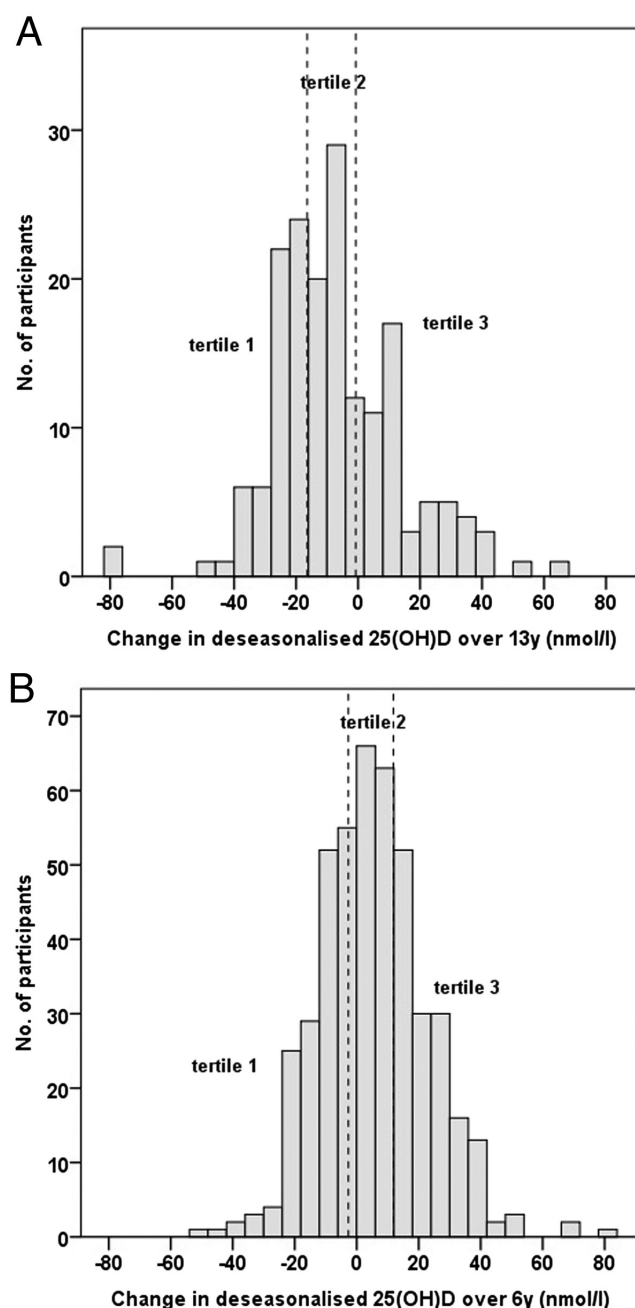 A
tertile 2
30
20
10
0
No. of participants
tertile 1
tertile 3
-80 -60 -40 -20 0 20 40 60 80
Change in deseasonalised 25(OH)D over 13y (nmol/l)
B
tertile 2
70
60
50
40
30
20
10
0
No. of participants
tertile 3
tertile 1
-80 -60 -40 -20 0 20 40 60 80
Change in deseasonalised 25(OH)D over 6y (nmol/l)